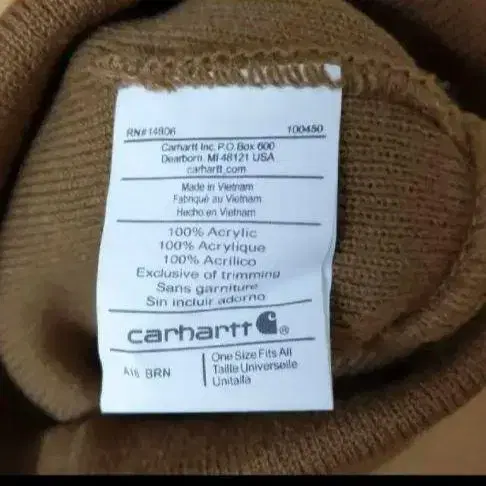 RN#14806 100450
Carhartt Inc. P.O.Box 600
Dearborn, MI 48121 USA
carhartt.com
Made in Vietnam
Fabriqué au Vietnam
Hecho en Vietnam
100% Acrylic
100% Acrylique
100% Acrílico
Exclusive of trimming
Sans garniture
Sin incluir adorno
carhartt ®
A18 BRN
One Size Fits All
Taille Universelle
Unitalla